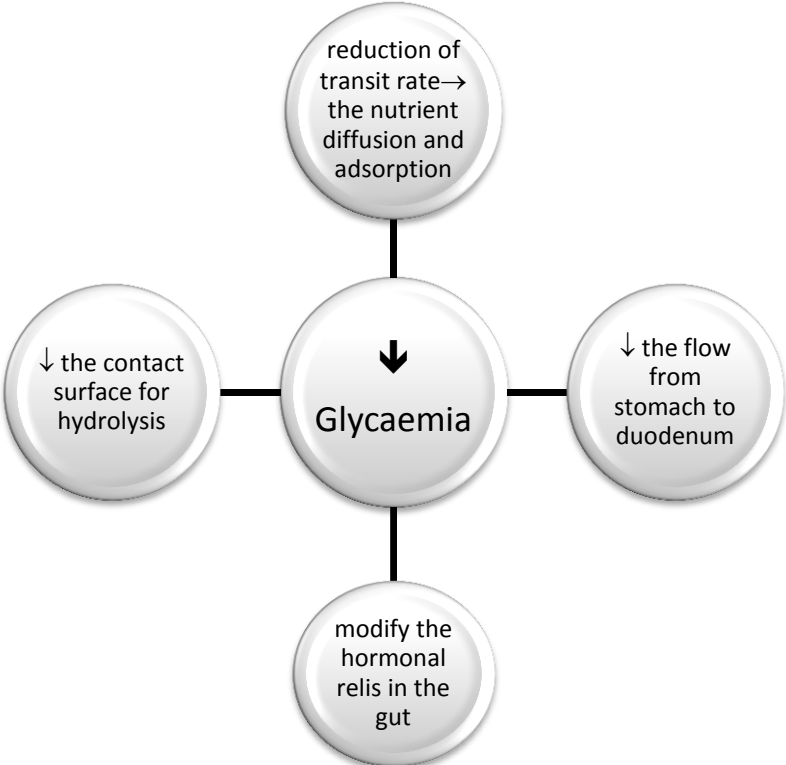 reduction of
transit rate→
the nutrient
diffusion and
adsorption
↓ the contact
surface for
hydrolysis
↓
Glycaemia
↓ the flow
from
stomach to
duodenum
modify the
hormonal
relis in the
gut